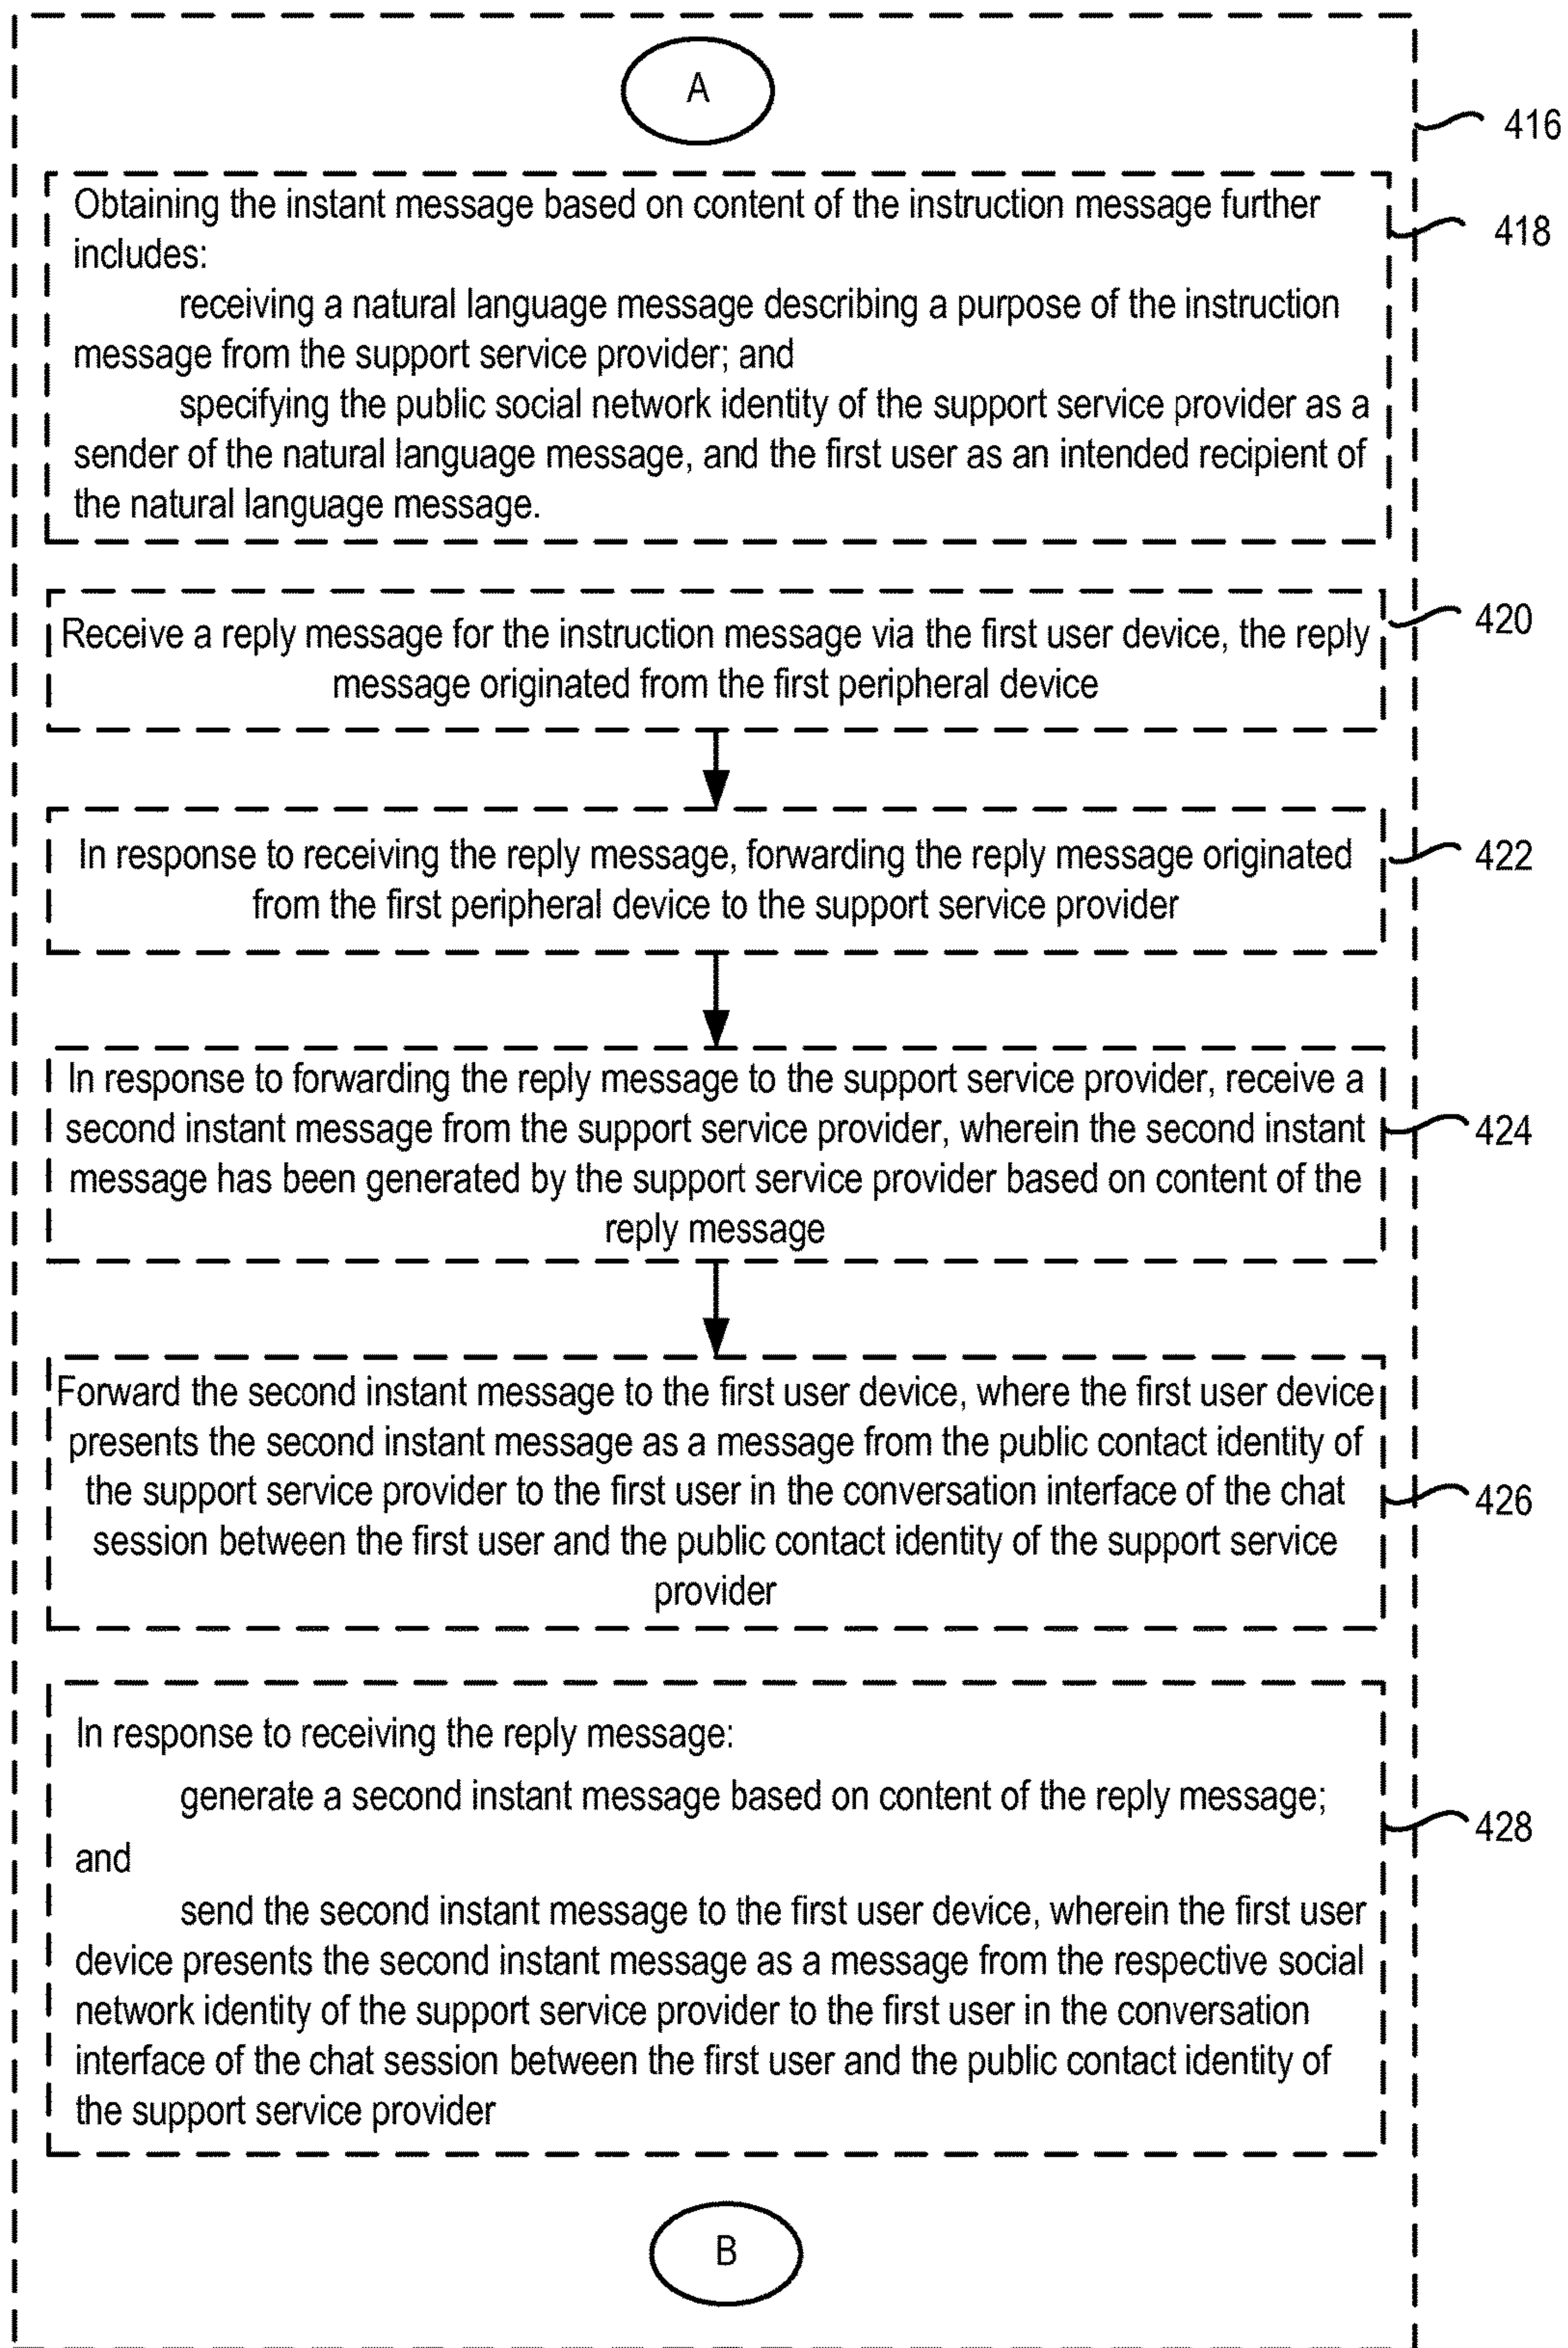 A
416
Obtaining the instant message based on content of the instruction message further
includes:
418
receiving a natural language message describing a purpose of the instruction
message from the support service provider; and
specifying the public social network identity of the support service provider as a
sender of the natural language message, and the first user as an intended recipient of
the natural language message.
420
Receive a reply message for the instruction message via the first user device, the reply
message originated from the first peripheral device
422
In response to receiving the reply message, forwarding the reply message originated
from the first peripheral device to the support service provider
In response to forwarding the reply message to the support service provider, receive a
second instant message from the support service provider, wherein the second instant
424
message has been generated by the support service provider based on content of the
reply message
Forward the second instant message to the first user device, where the first user device
presents the second instant message as a message from the public contact identity of
the support service provider to the first user in the conversation interface of the chat
426
session between the first user and the public contact identity of the support service
provider
In response to receiving the reply message:
generate a second instant message based on content of the reply message;
428
and
send the second instant message to the first user device, wherein the first user
device presents the second instant message as a message from the respective social
network identity of the support service provider to the first user in the conversation
interface of the chat session between the first user and the public contact identity of
the support service provider
B